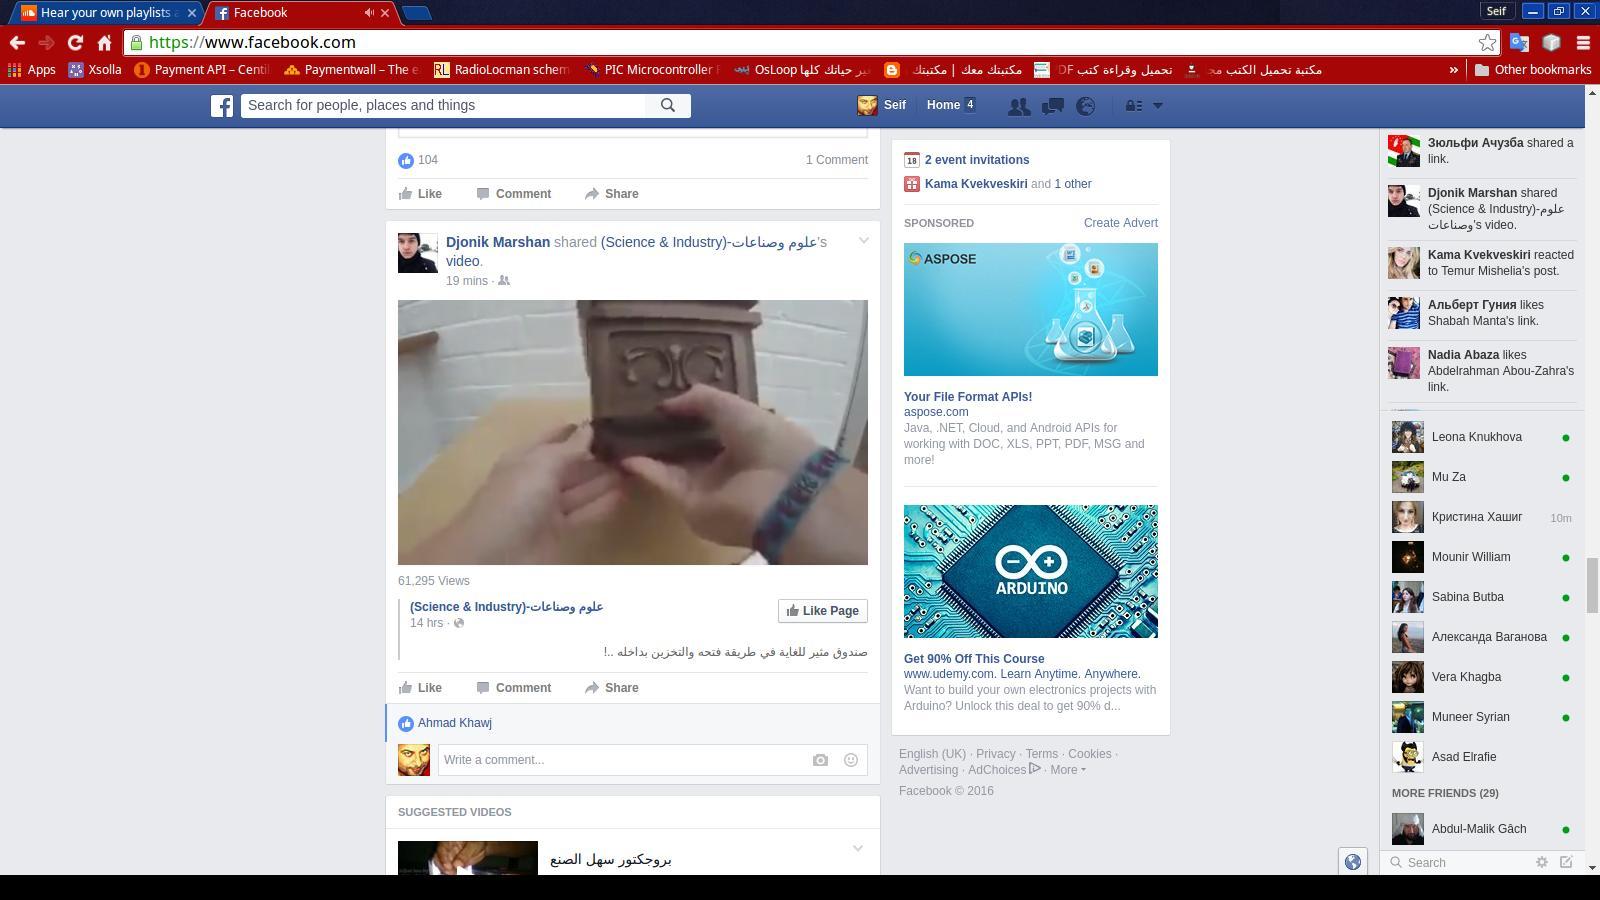 Hear your own playlists a
Facebook
Seif
https://www.facebook.com
Apps
Xsolla
Payment API – Centi
Paymentwall – The e
RadioLocman schem
PIC Microcontroller
OsLoop غير حياتك كلها
مكتبتك معك | مكتبتك
تحميل وقراءة كتب DF
مكتبة تحميل الكتب مج
Other bookmarks
Search for people, places and things
Seif
Home 4
104
1 Comment
Like
Comment
Share
Djonik Marshan shared (Science & Industry)-علوم وصناعات's
video.
19 mins ·
61,295 Views
(Science & Industry)-علوم وصناعات
14 hrs ·
Like Page
صندوق مثير للغاية في طريقة فتحه والتخزين بداخله ..!
Like
Comment
Share
Ahmad Khawj
Write a comment...
SUGGESTED VIDEOS
بروجكتور سهل الصنع
18
2 event invitations
Kama Kvekveskiri and 1 other
SPONSORED
Create Advert
ASPOSE
Your File Format APIs!
aspose.com
Java, .NET, Cloud, and Android APIs for
working with DOC, XLS, PPT, PDF, MSG and
more!
ARDUINO
Get 90% Off This Course
www.udemy.com. Learn Anytime. Anywhere.
Want to build your own electronics projects with
Arduino? Unlock this deal to get 90% d...
English (UK) · Privacy · Terms · Cookies ·
Advertising · AdChoices · More
Facebook © 2016
Зюльфи Ачузба shared a
link.
Djonik Marshan shared
(Science & Industry)-علوم
وصناعات's video.
Kama Kvekveskiri reacted
to Temur Mishelia's post.
Альберт Гуния likes
Shabah Manta's link.
Nadia Abaza likes
Abdelrahman Abou-Zahra's
link.
Leona Knukhova
Mu Za
Кристина Хашиг 10m
Mounir William
Sabina Butba
Александа Ваганова
Vera Khagba
Muneer Syrian
Asad Elrafie
MORE FRIENDS (29)
Abdul-Malik Gâch
Search